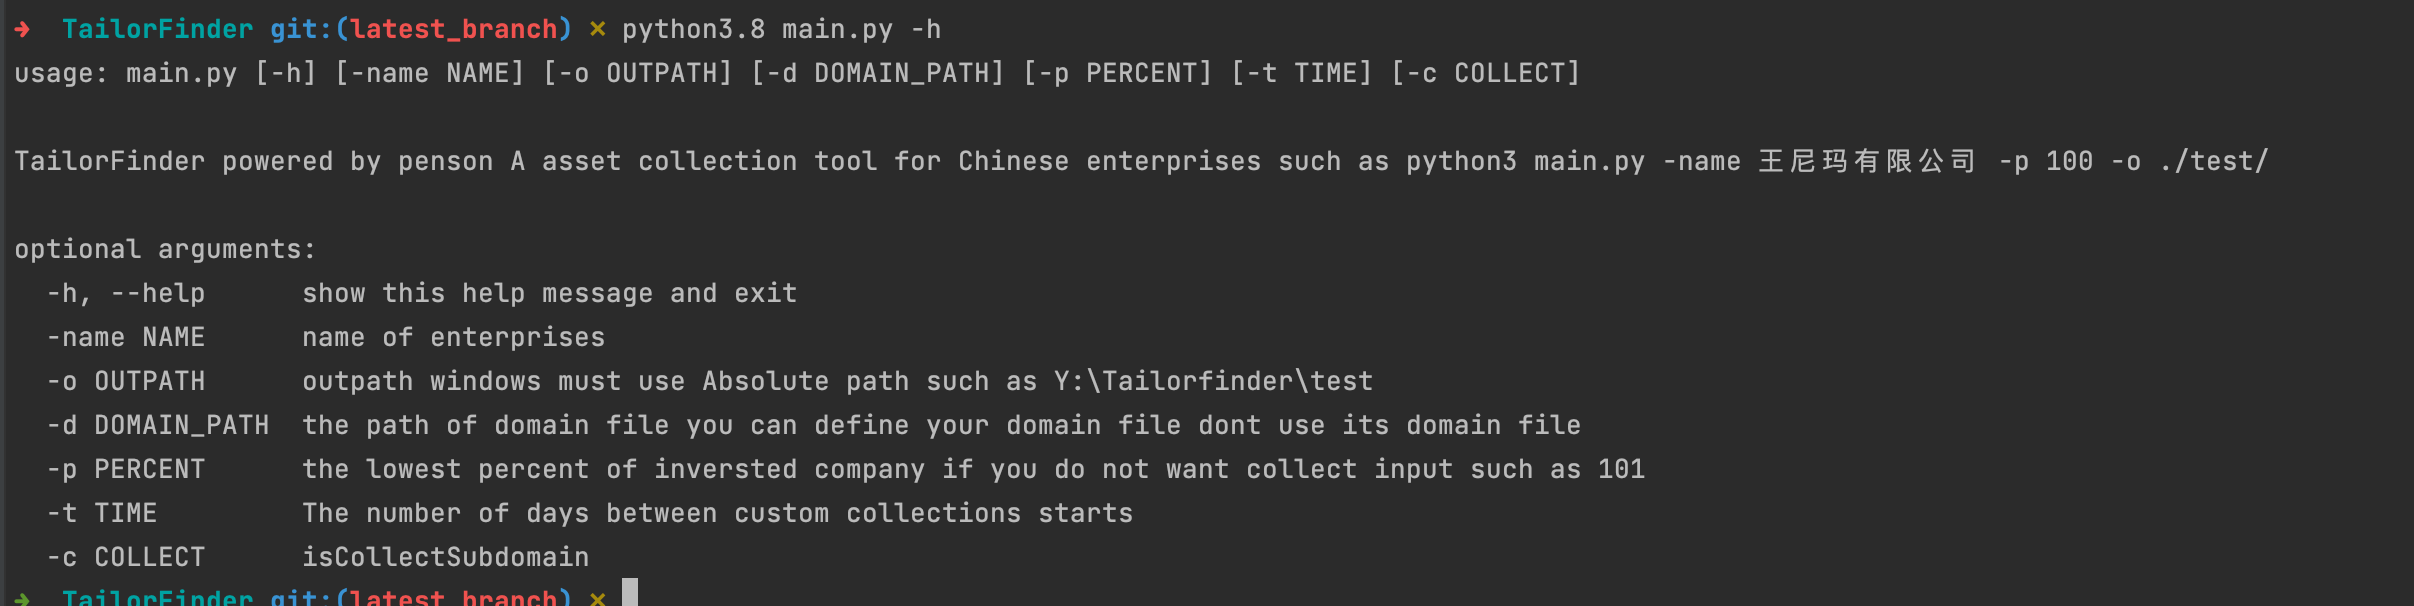 ➜  TailorFinder git:(latest_branch) ✗ python3.8 main.py -h
usage: main.py [-h] [-name NAME] [-o OUTPATH] [-d DOMAIN_PATH] [-p PERCENT] [-t TIME] [-c COLLECT]
TailorFinder powered by penson A asset collection tool for Chinese enterprises such as python3 main.py -name 王尼玛有限公司 -p 100 -o ./test/
optional arguments:
  -h, --help      show this help message and exit
  -name NAME      name of enterprises
  -o OUTPATH      outpath windows must use Absolute path such as Y:\Tailorfinder\test
  -d DOMAIN_PATH  the path of domain file you can define your domain file dont use its domain file
  -p PERCENT      the lowest percent of inversted company if you do not want collect input such as 101
  -t TIME         The number of days between custom collections starts
  -c COLLECT      isCollectSubdomain
➜  TailorFinder git:(latest_branch) ✗